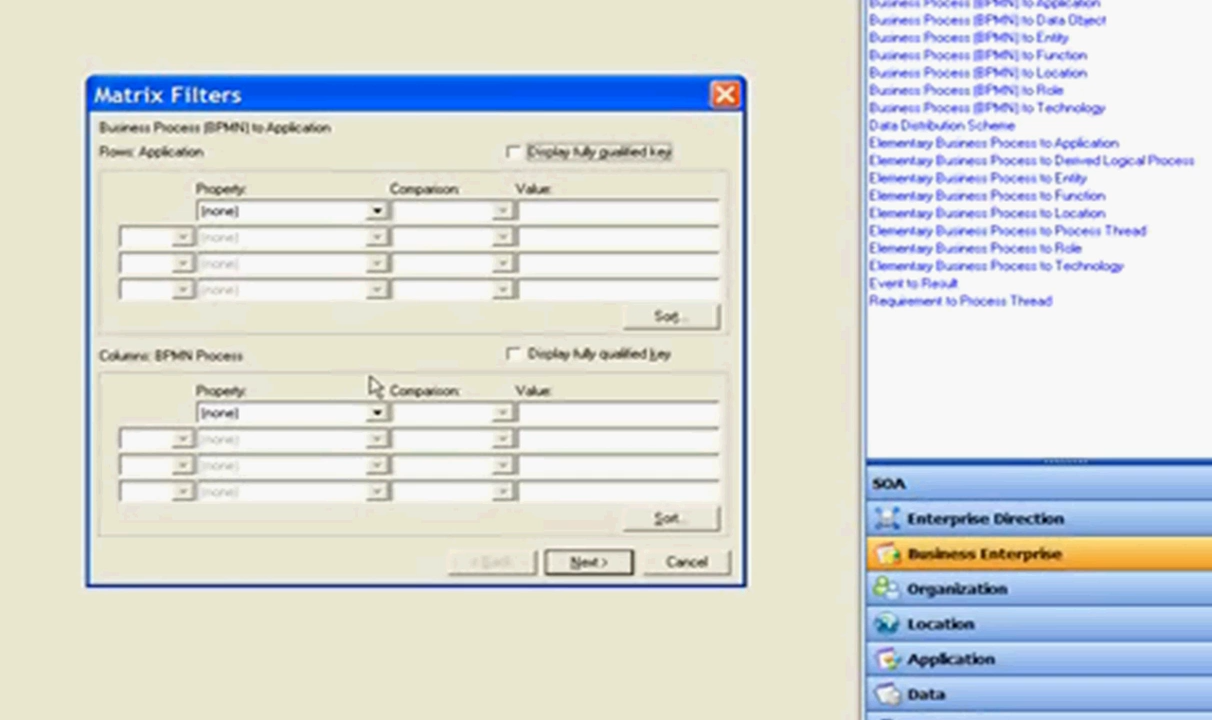 Matrix Filters
Business Process (BPMN) to Application
Rows: Application
Display fully qualified key
Property:
Comparison:
Value:
(none)
(none)
(none)
(none)
Sort...
Columns: BPMN Process
Display fully qualified key
Property:
Comparison:
Value:
(none)
(none)
(none)
(none)
Sort...
< Back
Next >
Cancel
Business Process (BPMN) to Application
Business Process (BPMN) to Data Object
Business Process (BPMN) to Entity
Business Process (BPMN) to Function
Business Process (BPMN) to Location
Business Process (BPMN) to Role
Business Process (BPMN) to Technology
Data Distribution Scheme
Elementary Business Process to Application
Elementary Business Process to Derived Logical Process
Elementary Business Process to Entity
Elementary Business Process to Function
Elementary Business Process to Location
Elementary Business Process to Process Thread
Elementary Business Process to Role
Elementary Business Process to Technology
Event to Result
Requirement to Process Thread
SOA
Enterprise Direction
Business Enterprise
Organization
Location
Application
Data